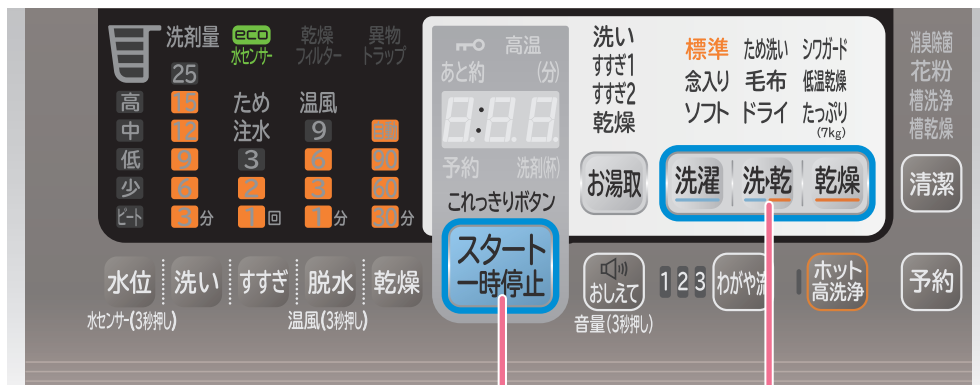 洗剤量
eco
水センサー
乾燥
フィルター
異物
トラップ
25
高 15 ため 温風
中 12 注水 9 自動
低 9 3 6 90
少 6 2 3 60
ビート 3 分 1 回 1 分 30 分
高温
あと約 (分)
8:8.8
予約 洗剤(杯)
これっきりボタン
スタート
一時停止
洗い
すすぎ1
すすぎ2
乾燥
標準 ため洗い シワガード
念入り 毛布 低温乾燥
ソフト ドライ たっぷり
(7kg)
お湯取
洗濯
洗・乾
乾燥
消臭除菌
花粉
槽洗浄
槽乾燥
清潔
水位
洗い
すすぎ
脱水
乾燥
水センサー(3秒押し)
温風(3秒押し)
おしえて
音量(3秒押し)
1 2 3
わがや流
ホット
高洗浄
予約